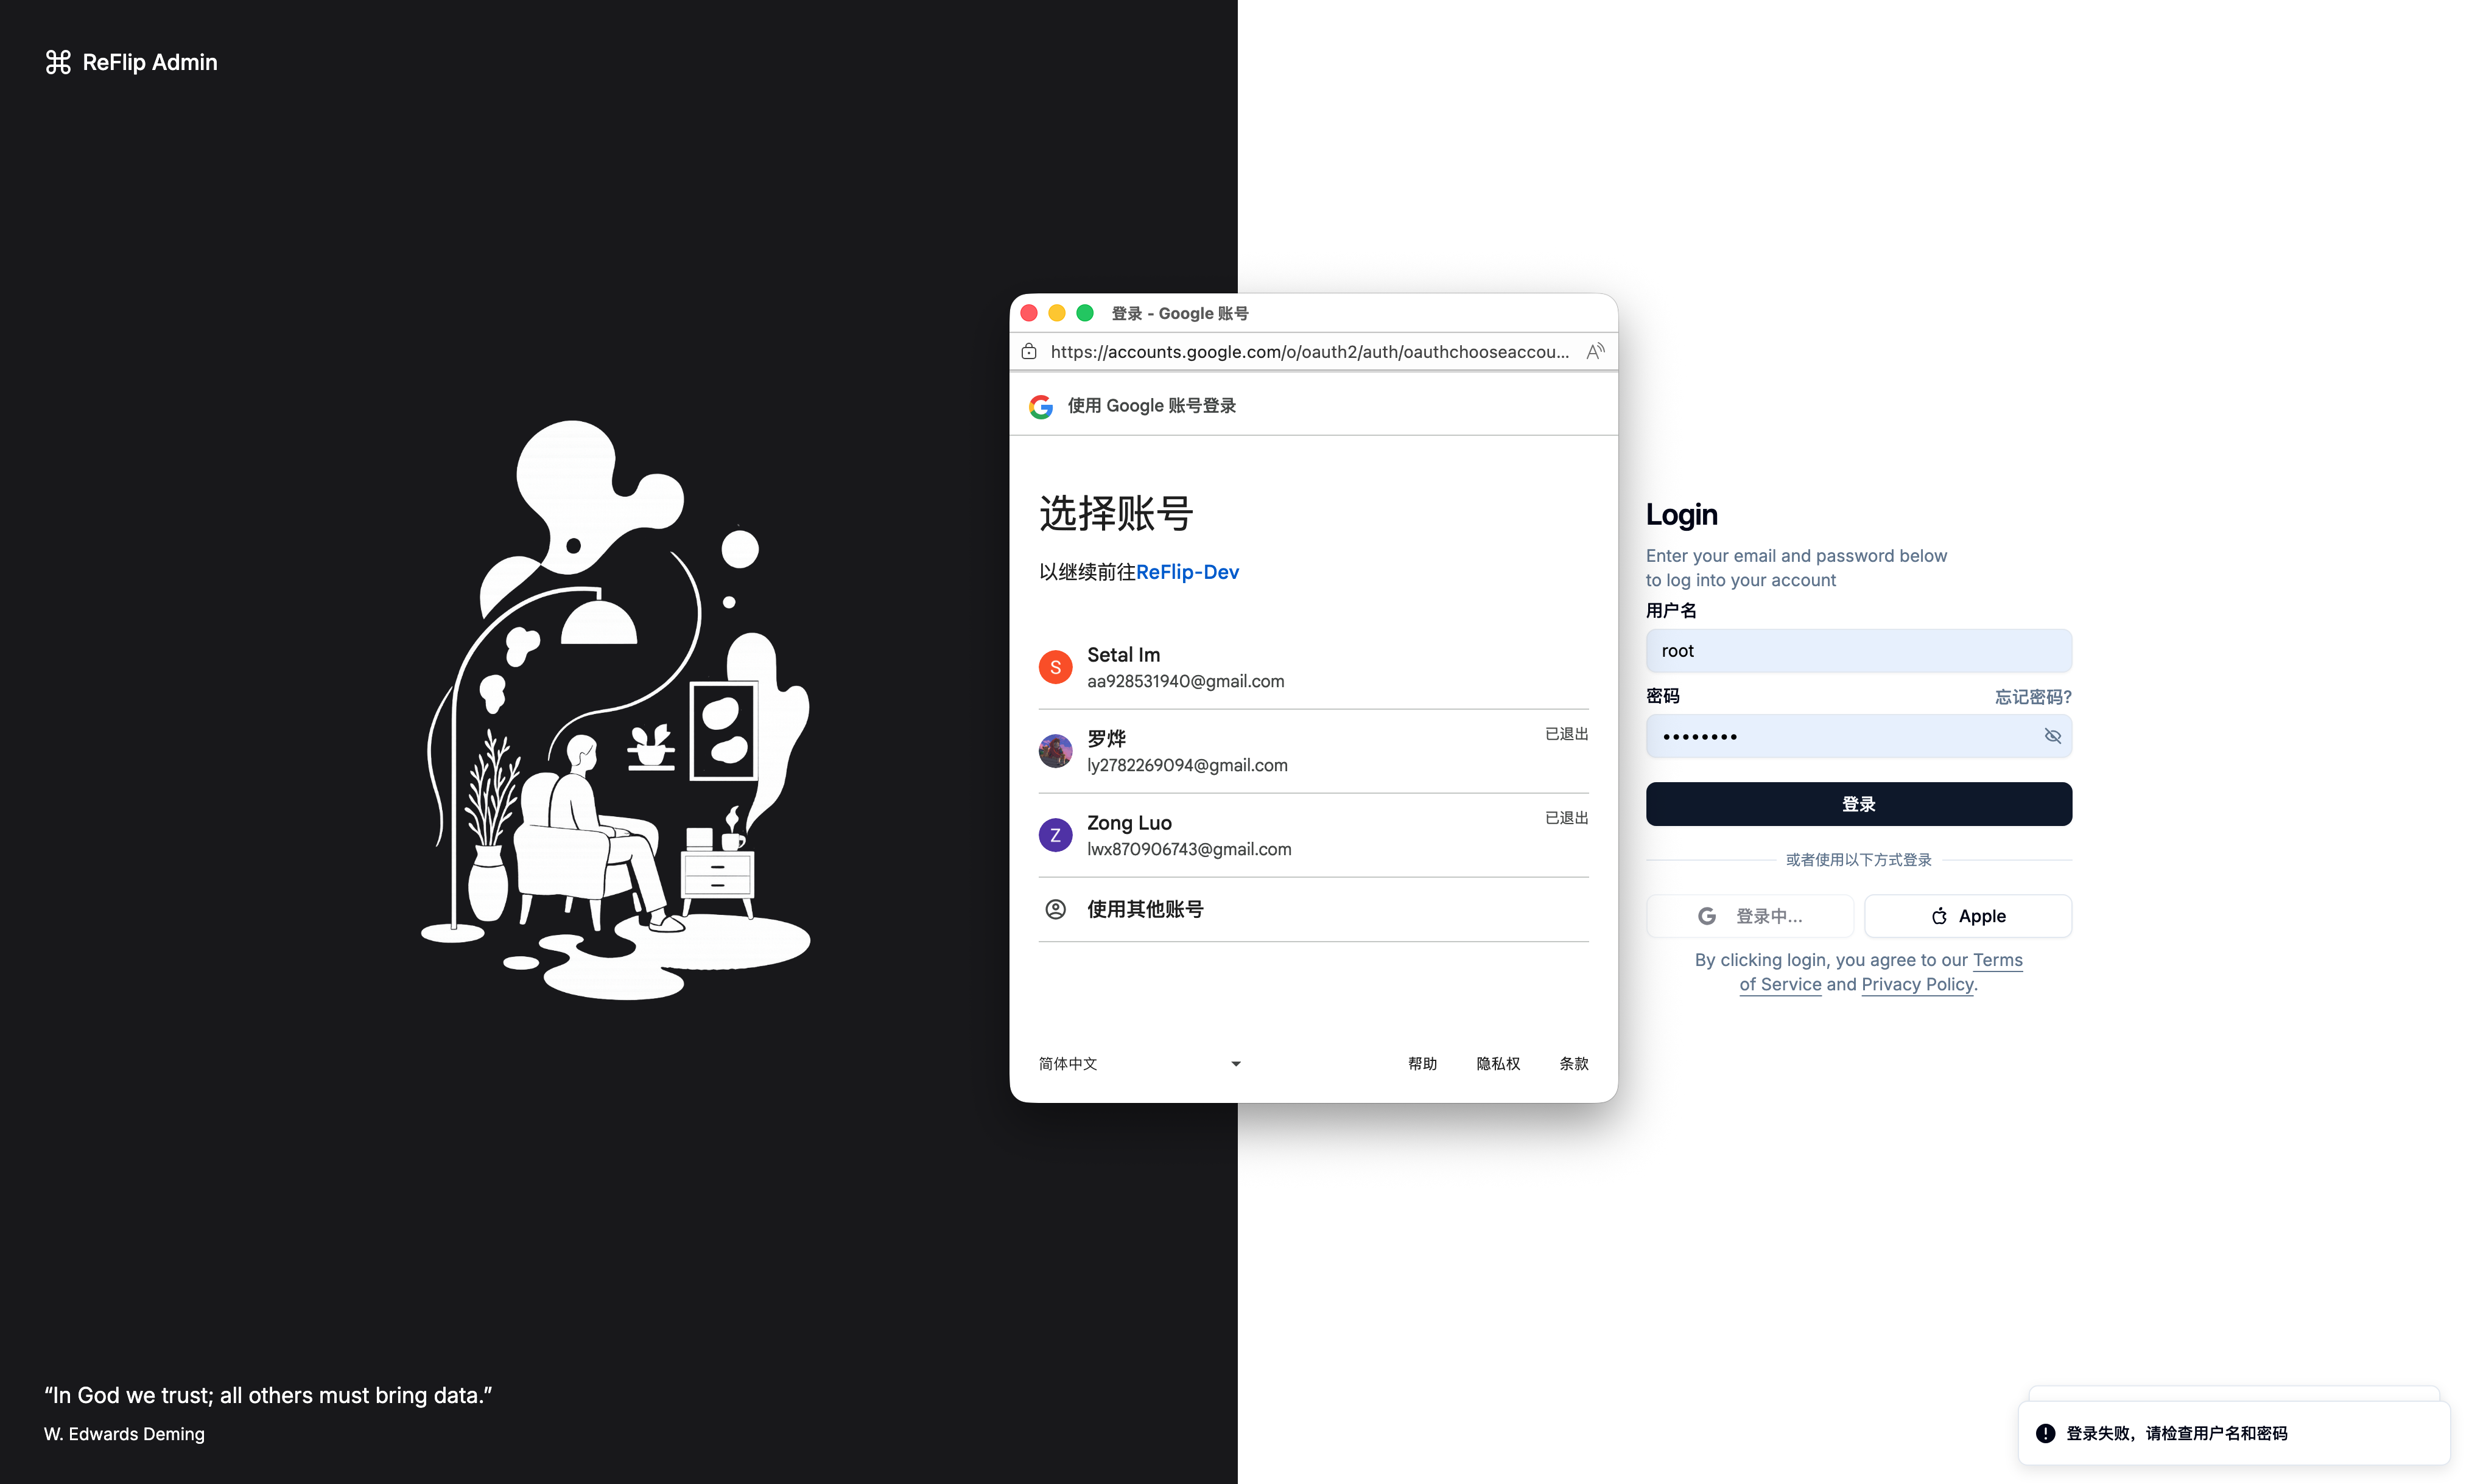 ReFlip Admin
登录 - Google 账号
https://accounts.google.com/o/oauth2/auth/oauthchooseaccou...
使用 Google 账号登录
选择账号
以继续前往ReFlip-Dev
S
Setal Im
aa928531940@gmail.com
罗烨
已退出
ly2782269094@gmail.com
Z
Zong Luo
已退出
lwx870906743@gmail.com
使用其他账号
简体中文
帮助
隐私权
条款
Login
Enter your email and password below
to log into your account
用户名
root
密码
忘记密码?
••••••••
登录
或者使用以下方式登录
登录中...
Apple
By clicking login, you agree to our Terms
of Service and Privacy Policy.
“In God we trust; all others must bring data.”
W. Edwards Deming
登录失败，请检查用户名和密码